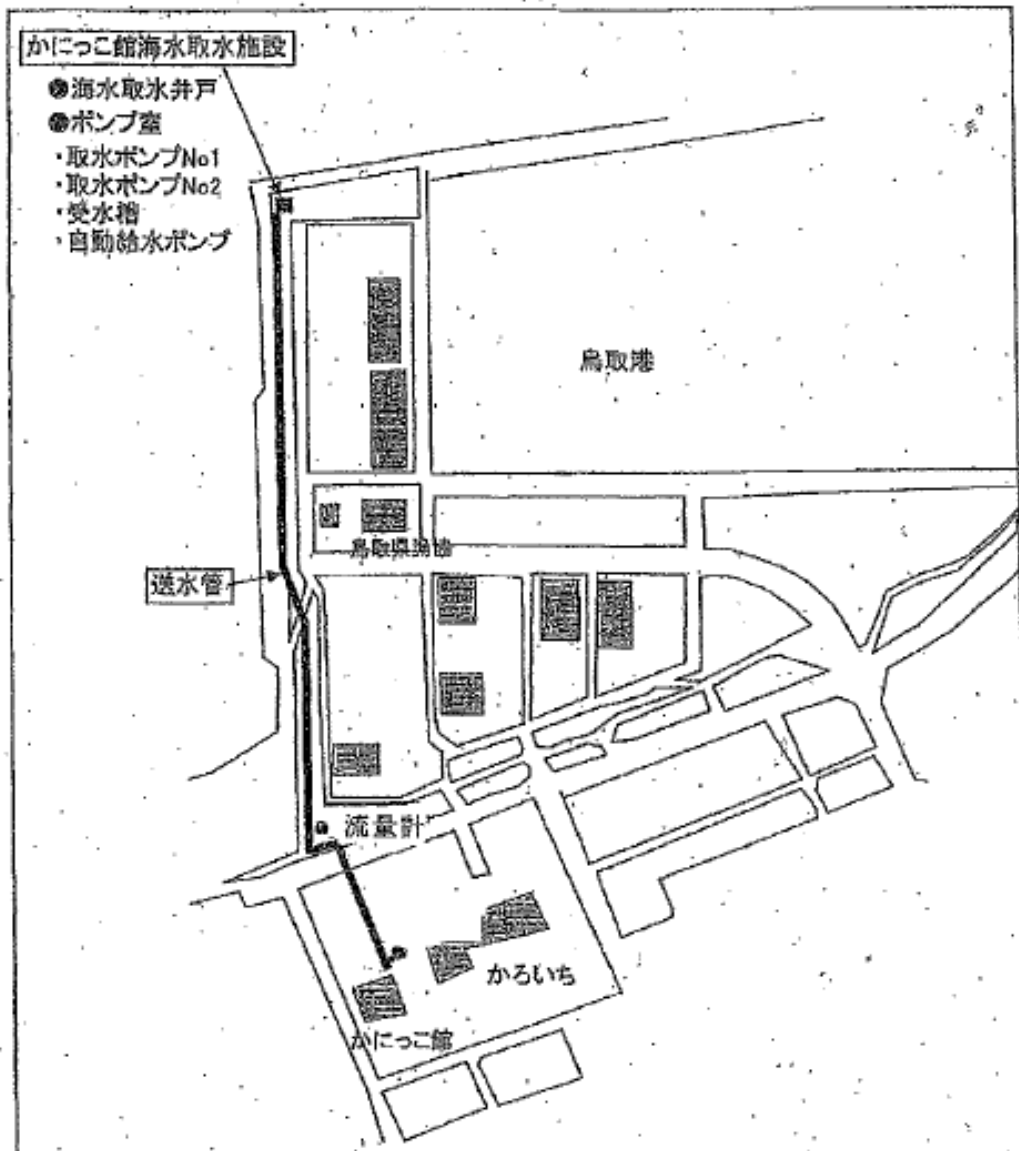 かにっこ館海水取水施設
海水取水井戸
ポンプ室
・取水ポンプNo1
・取水ポンプNo2
・受水槽
・自動給水ポンプ
鳥取港
鳥取県漁協
送水管
流量計
かろいち
かにっこ館